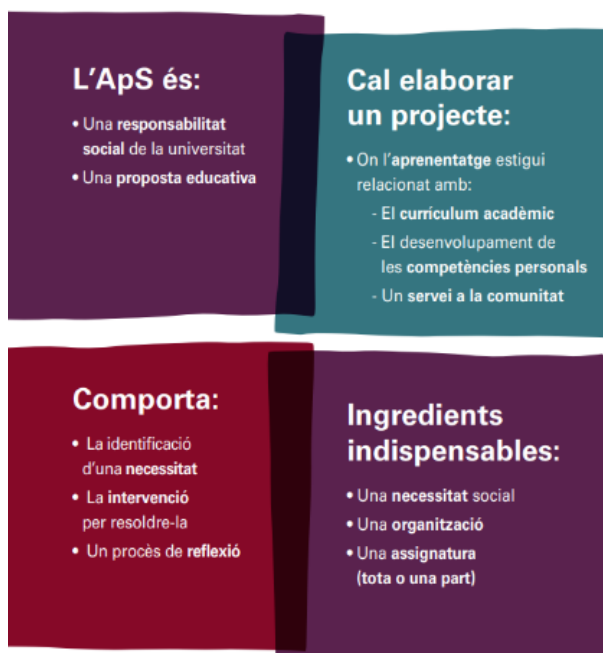 L'ApS és:
• Una responsabilitat
social de la universitat
• Una proposta educativa
Cal elaborar
un projecte:
• On l'aprenentatge estigui
relacionat amb:
- El currículum acadèmic
- El desenvolupament de
les competències personals
- Un servei a la comunitat
Comporta:
• La identificació
d'una necessitat
• La intervenció
per resoldre-la
• Un procès de reflexió
Ingredients
indispensables:
• Una necessitat social
• Una organització
• Una assignatura
(tota o una part)